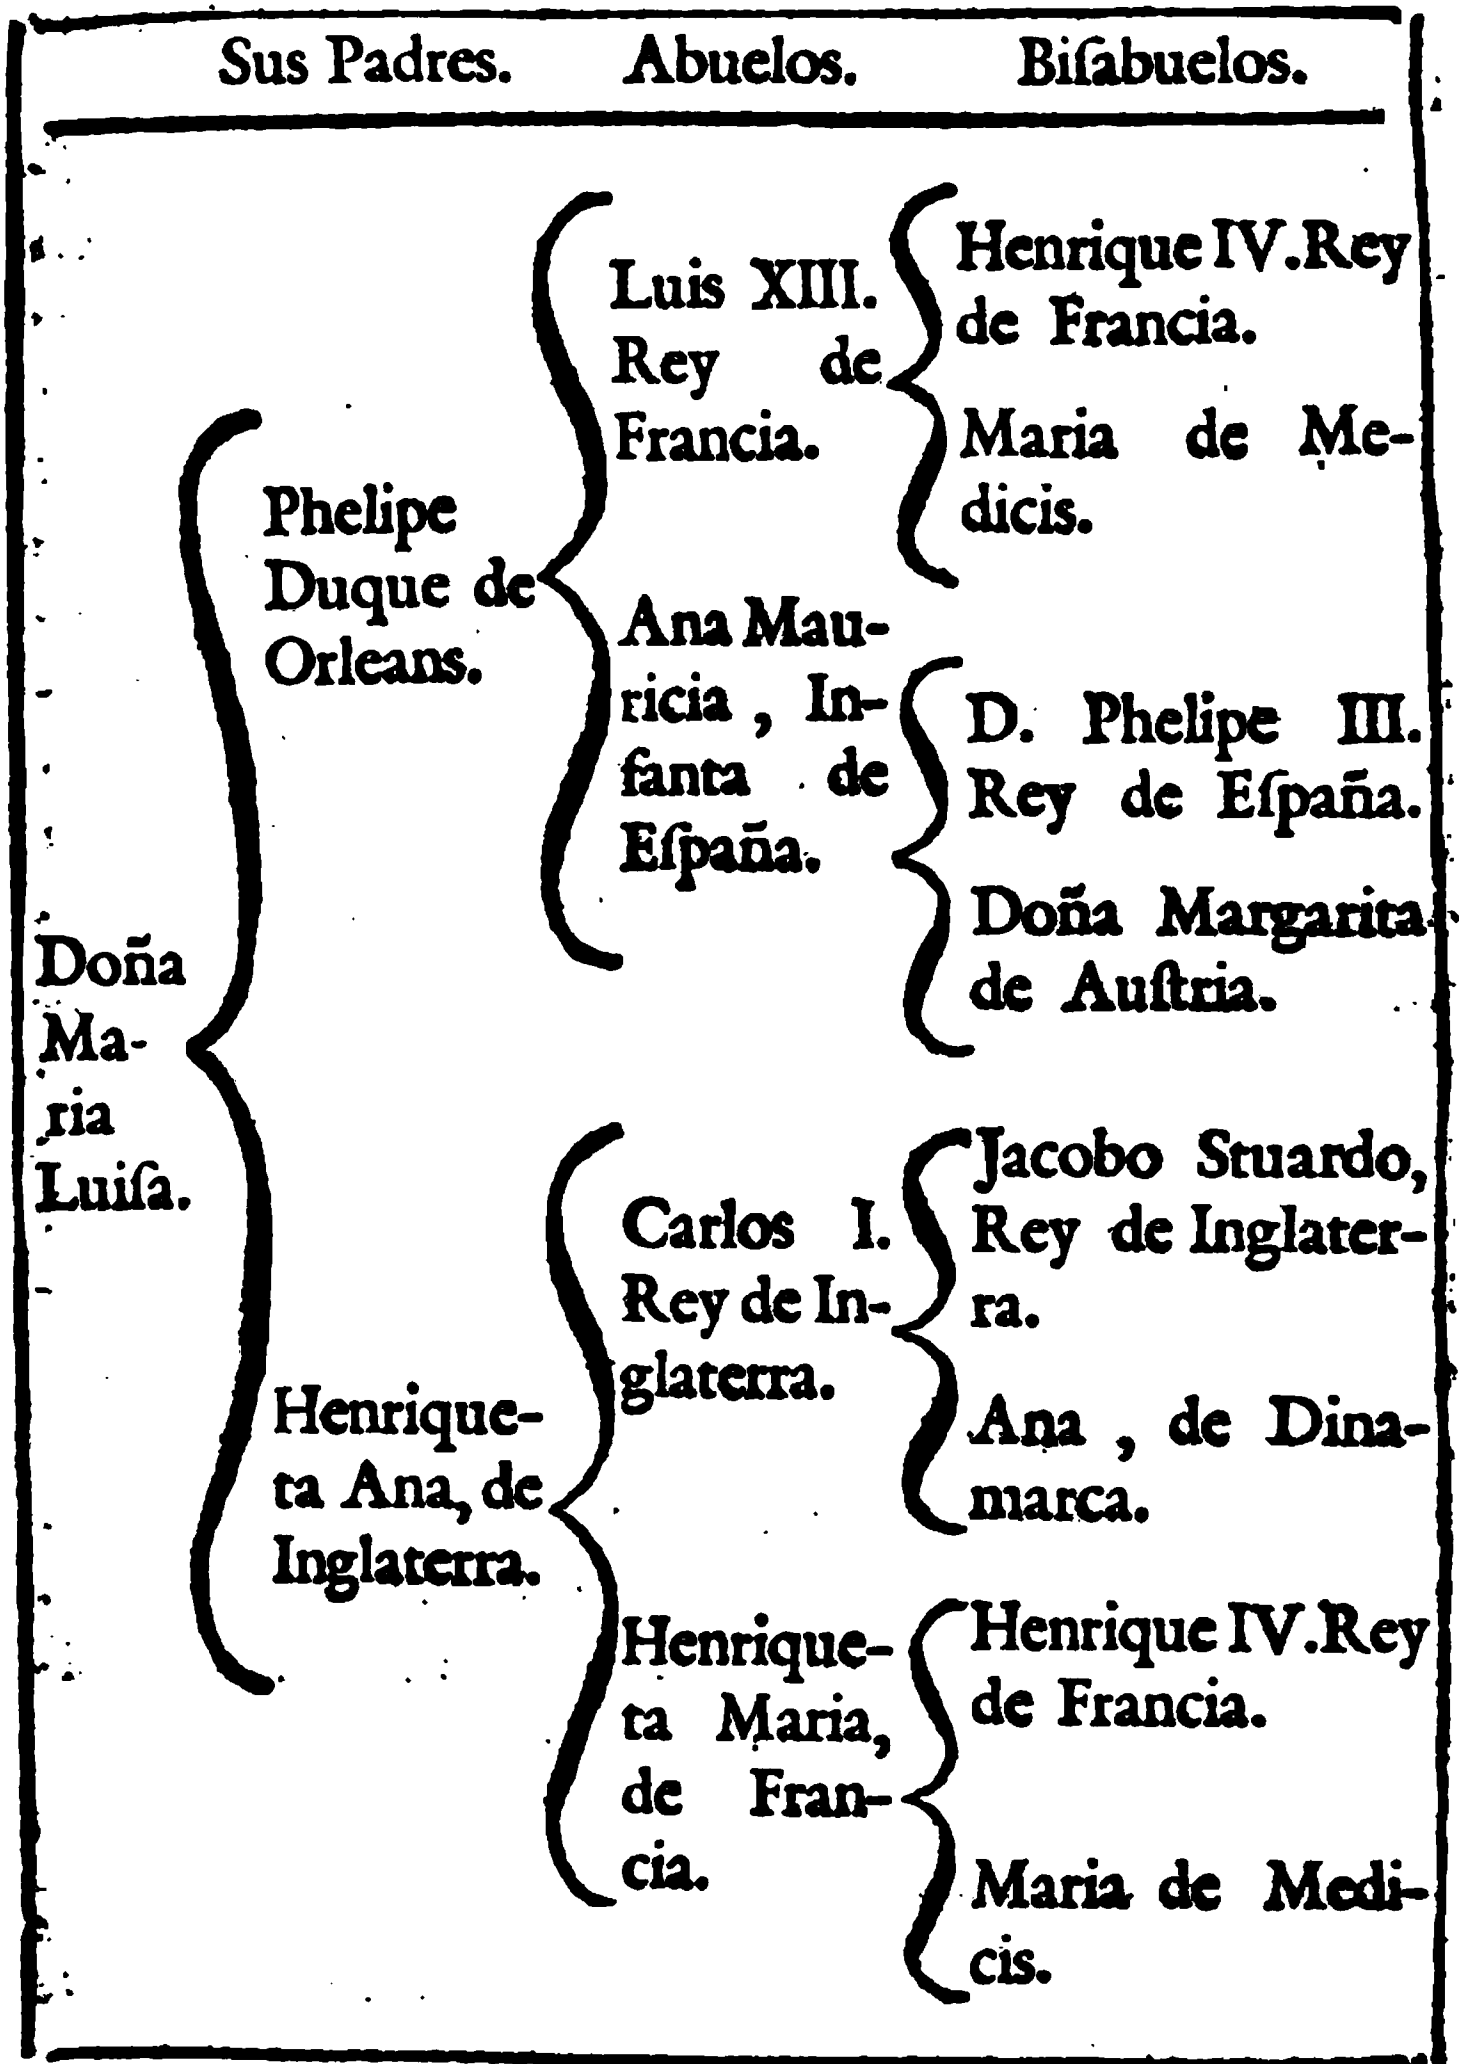 Sus Padres. Abuelos. Biſabuelos.
Doña
Ma-
ria
Luiſa.
Phelipe
Duque de
Orleans.
Luis XIII.
Rey de
Francia.
Henrique IV. Rey
de Francia.
Maria de Me-
dicis.
Ana Mau-
ricia, In-
fanta de
Eſpaña.
D. Phelipe III.
Rey de Eſpaña.
Doña Margarita
de Auſtria.
Henrique-
ta Ana, de
Inglaterra.
Carlos I.
Rey de In-
glaterra.
Jacobo Stuardo,
Rey de Inglater-
ra.
Ana, de Dina-
marca.
Henrique-
ta Maria,
de Fran-
cia.
Henrique IV. Rey
de Francia.
Maria de Medi-
cis.